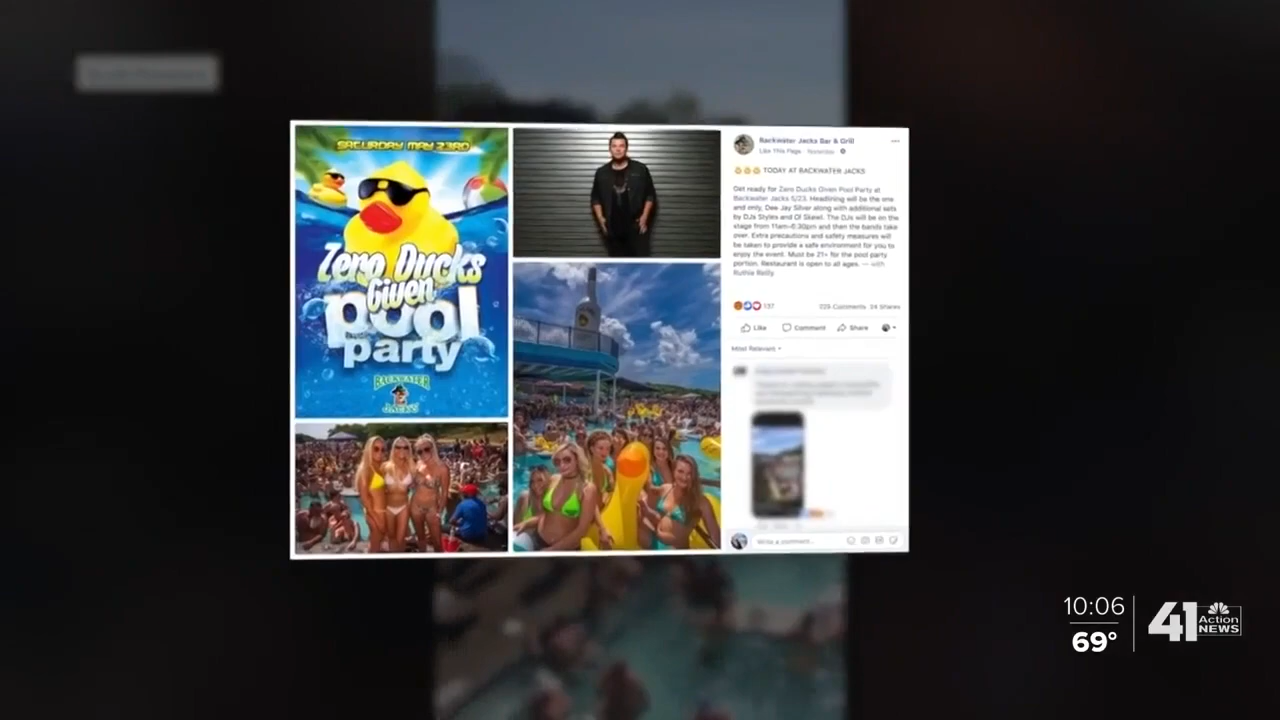 SATURDAY MAY 23RD
Zero Ducks
Given
pool
party
BACKWATER
JACKS
Backwater Jacks Bar & Grill
Like This Page · Yesterday
TODAY AT BACKWATER JACKS
Get ready for Zero Ducks Given Pool Party at
Backwater Jacks 5/23. Headlining will be the one
and only, Dee Jay Silver along with additional sets
by DJs Styles and Ol Skewl. The DJs will be on the
stage from 11am-6:30pm and then the bands take
over. Extra precautions and safety measures will
be taken to provide a safe environment for you to
enjoy the event. Must be 21+ for the pool party
portion. Restaurant is open to all ages. — with
Ruthie Reilly
137
Comments 24 Shares
Like Comment Share
Most Relevant
Write a comment...
10:06
69°
41
Action
NEWS